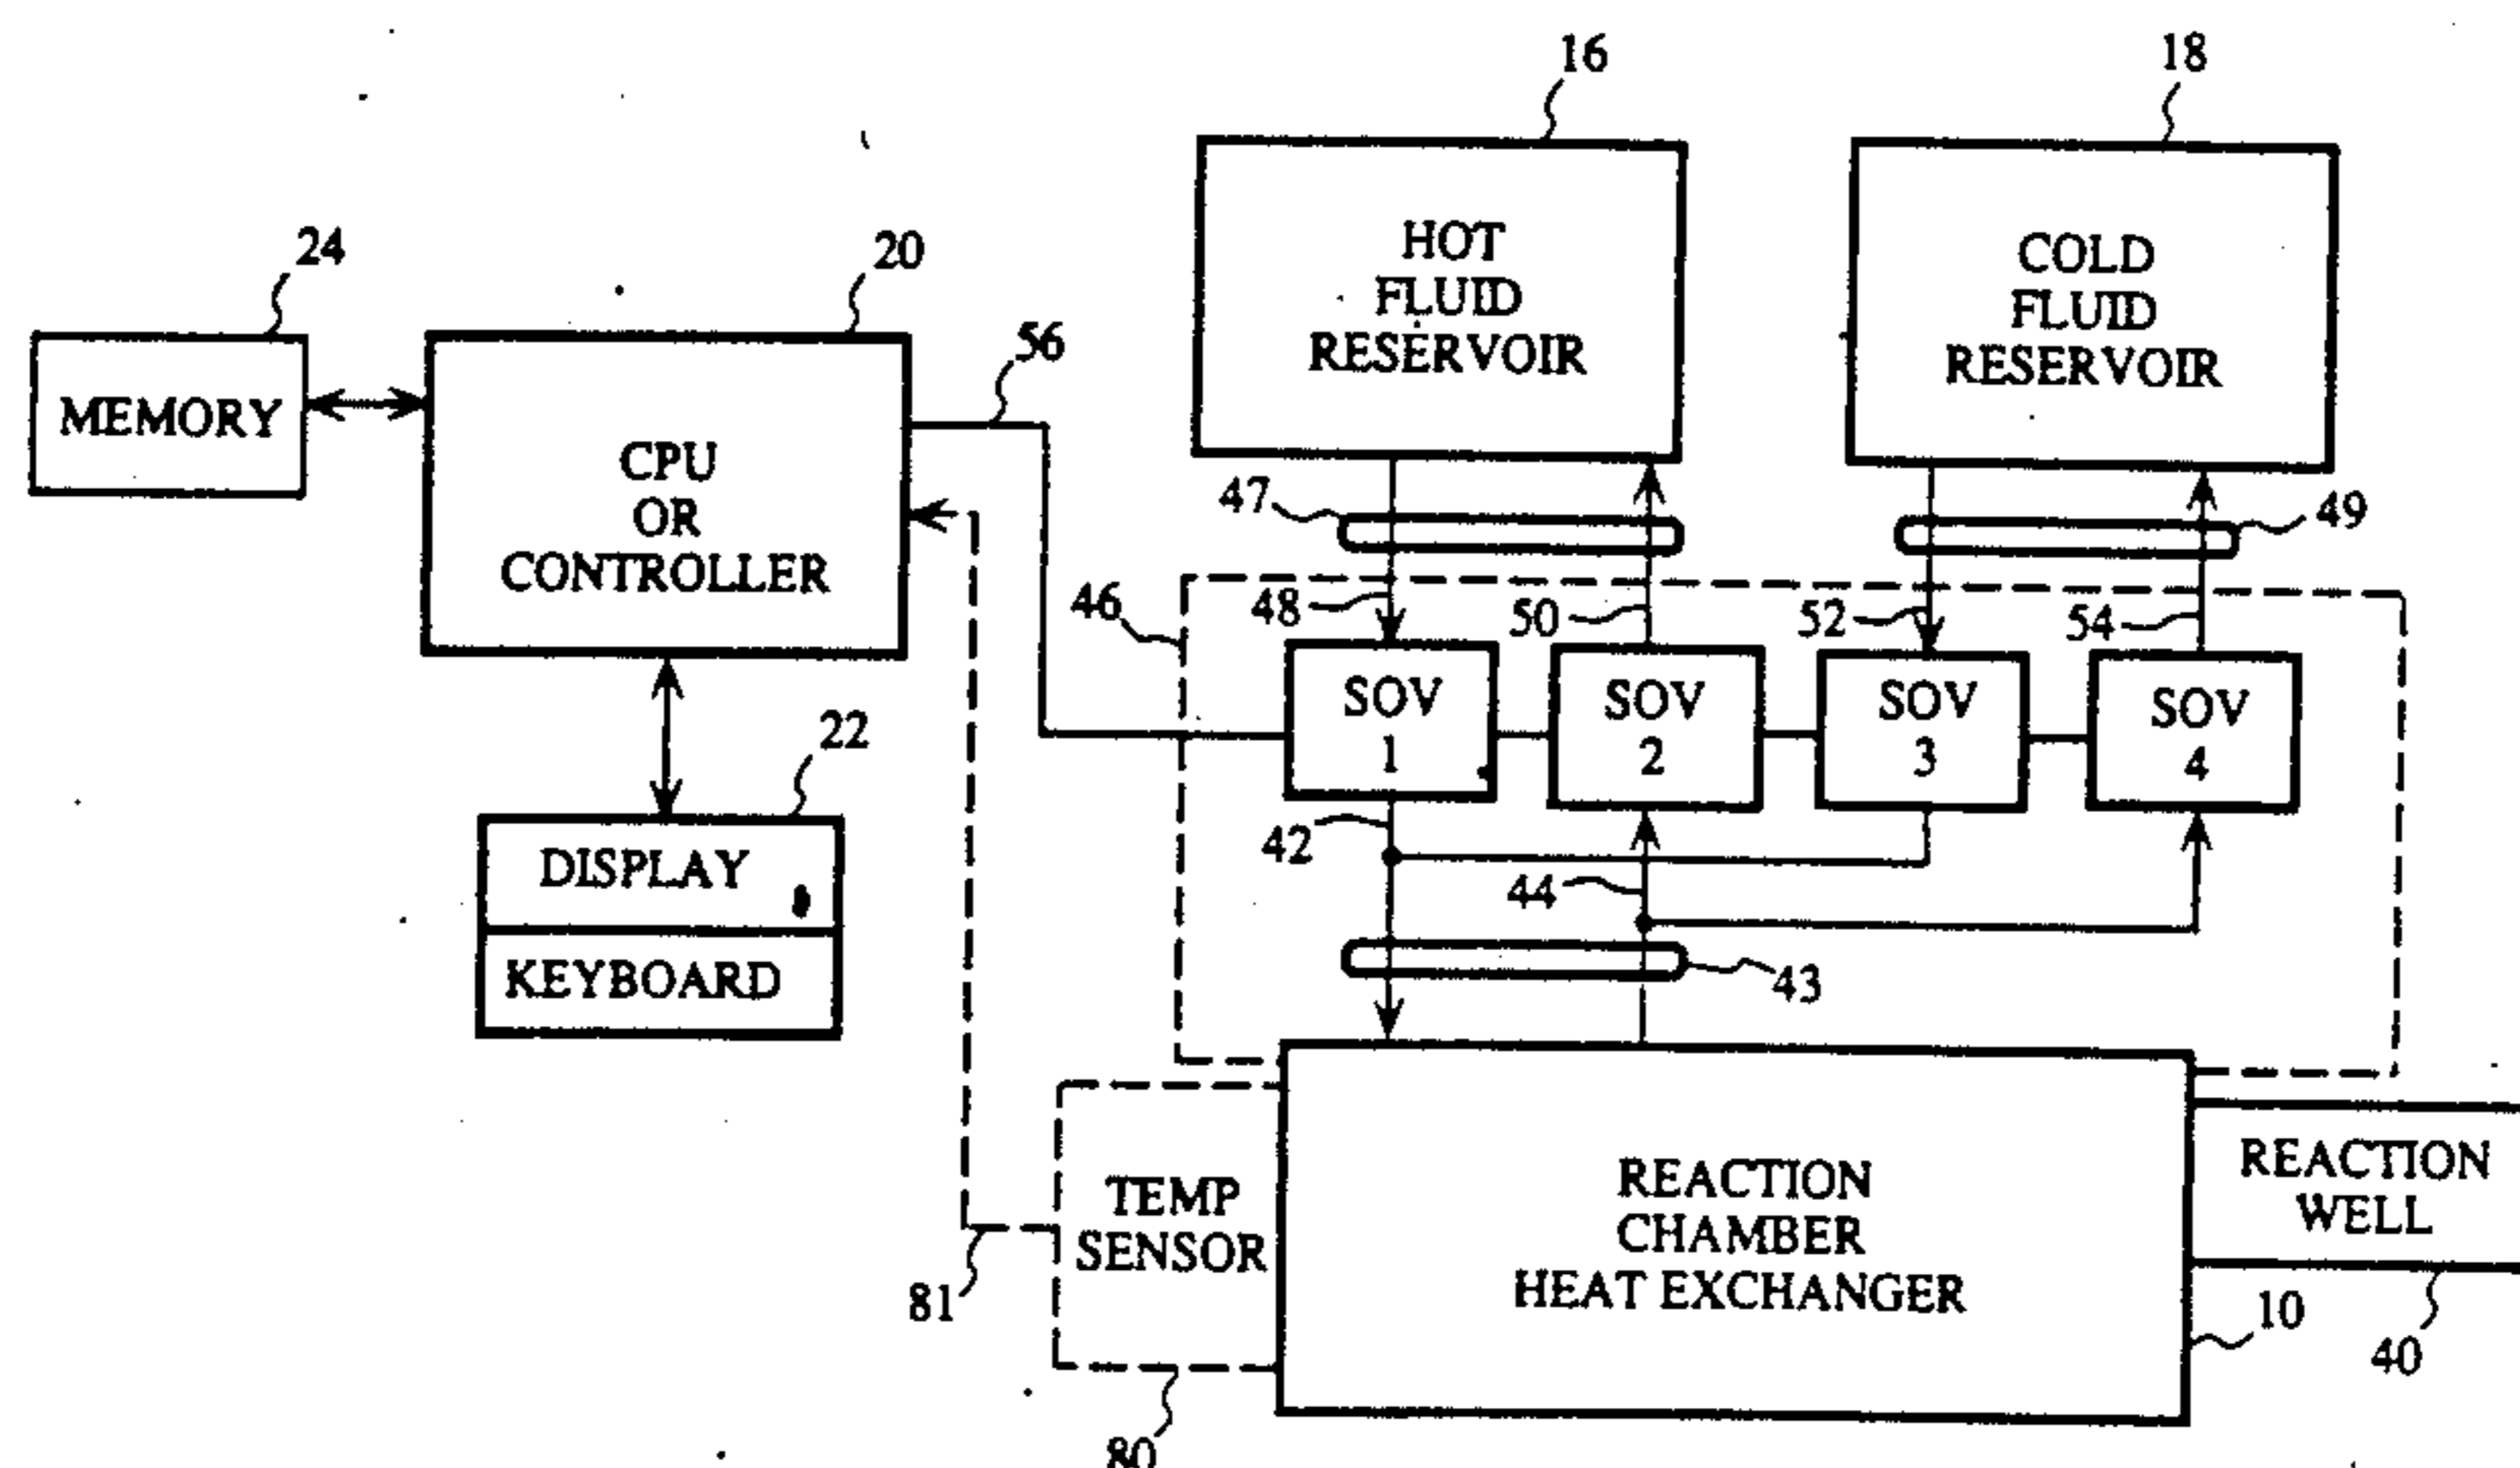 16
18
24
20
56
HOT
FLUID
RESERVOIR
COLD
FLUID
RESERVOIR
MEMORY
CPU
OR
CONTROLLER
47
49
46
48
50
52
54
SOV
1
SOV
2
SOV
3
SOV
4
22
DISPLAY
KEYBOARD
42
44
43
TEMP
SENSOR
REACTION
CHAMBER
HEAT EXCHANGER
REACTION
WELL
81
10
40
80